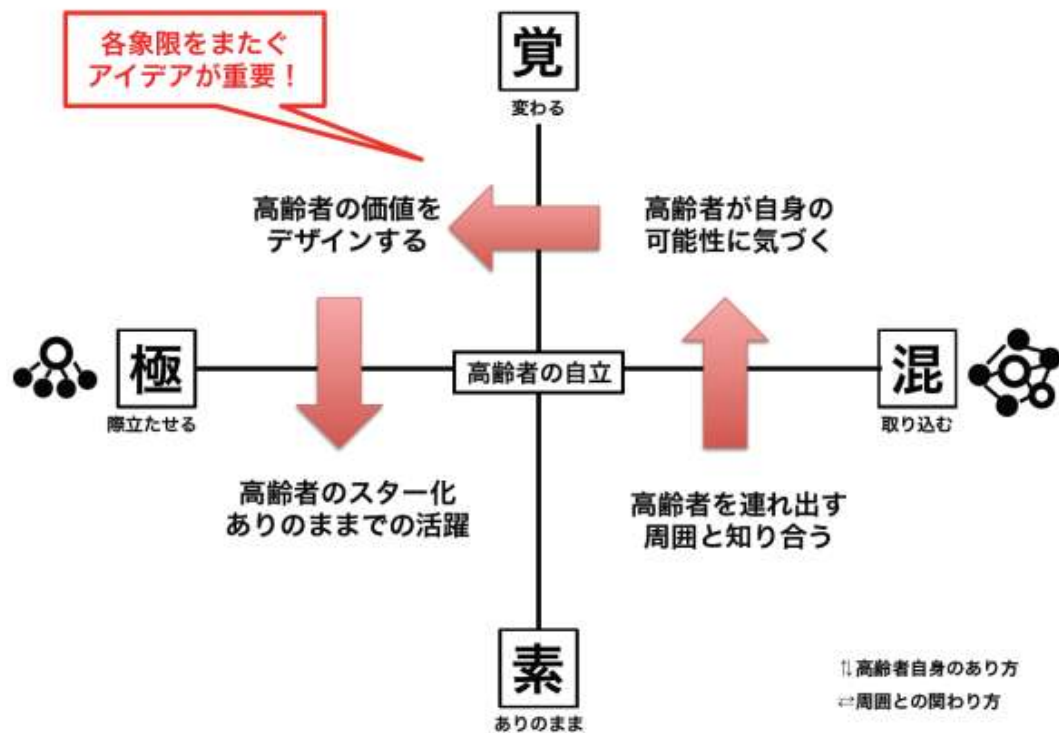 各象限をまたぐ
アイデアが重要！
覚
変わる
高齢者の価値を
デザインする
高齢者が自身の
可能性に気づく
極
際立たせる
高齢者の自立
混
取り込む
高齢者のスター化
ありのままでの活躍
高齢者を連れ出す
周囲と知り合う
素
ありのまま
⇅高齢者自身のあり方
⇄周囲との関わり方